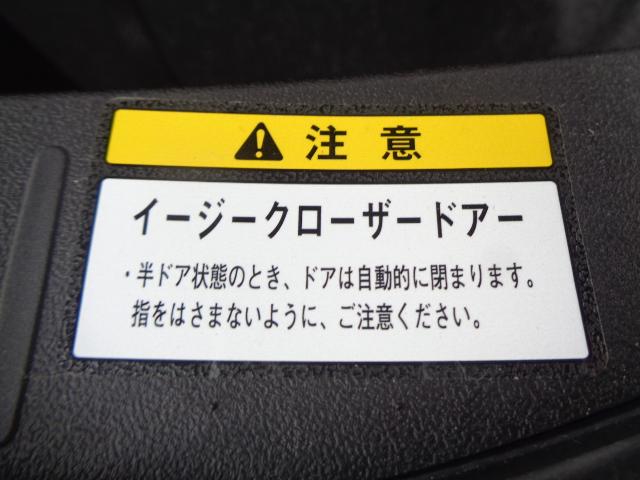 注意
イージークローザードアー
・半ドア状態のとき、ドアは自動的に閉まります。
指をはさまないように、ご注意ください。